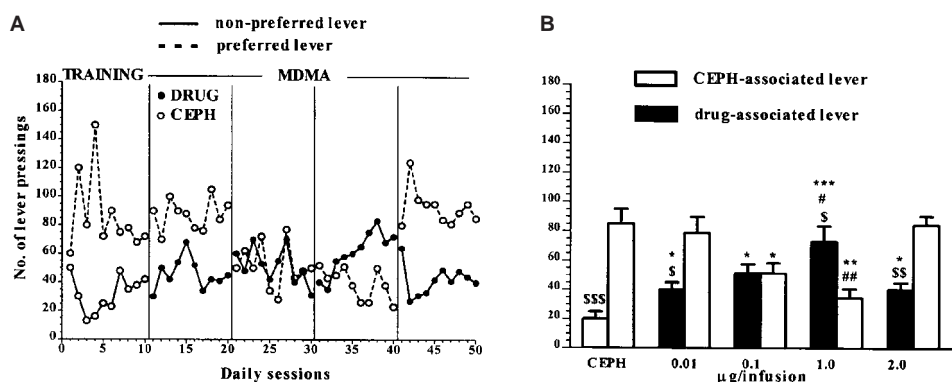 A
non-preferred lever
preferred lever
TRAINING
MDMA
DRUG
CEPH
No. of lever pressings
180
160
140
120
100
80
60
40
20
0
0 5 10 15 20 25 30 35 40 45 50
Daily sessions
B
CEPH-associated lever
drug-associated lever
180
160
140
120
100
80
60
40
20
0
***
#
$
*
$
*
*
**
##
*
$$
$$$
CEPH 0.01 0.1 1.0 2.0
µg/infusion